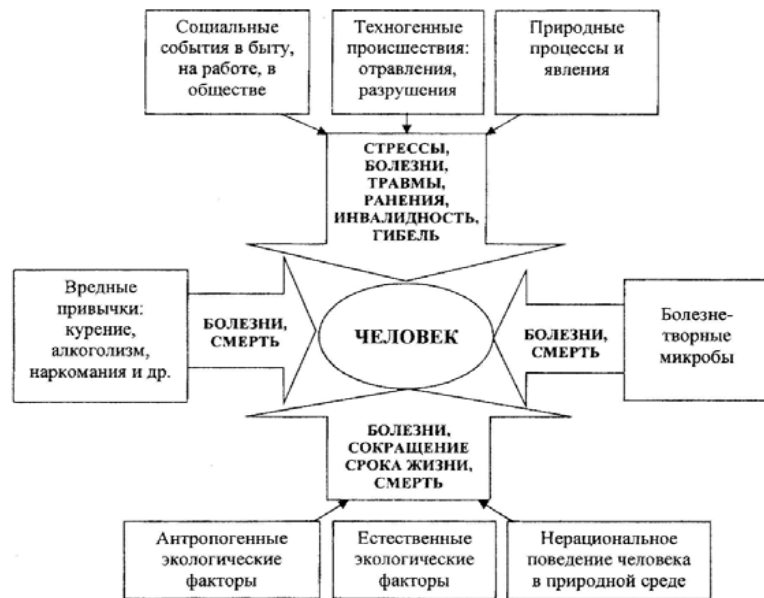 Социальные
события в быту,
на работе, в
обществе
Техногенные
происшествия:
отравления,
разрушения
Природные
процессы и
явления
СТРЕССЫ,
БОЛЕЗНИ,
ТРАВМЫ,
РАНЕНИЯ,
ИНВАЛИДНОСТЬ,
ГИБЕЛЬ
Вредные
привычки:
курение,
алкоголизм,
наркомания и др.
БОЛЕЗНИ,
СМЕРТЬ
ЧЕЛОВЕК
БОЛЕЗНИ,
СМЕРТЬ
Болезне-
творные
микробы
БОЛЕЗНИ,
СОКРАЩЕНИЕ
СРОКА ЖИЗНИ,
СМЕРТЬ
Антропогенные
экологические
факторы
Естественные
экологические
факторы
Нерациональное
поведение человека
в природной среде